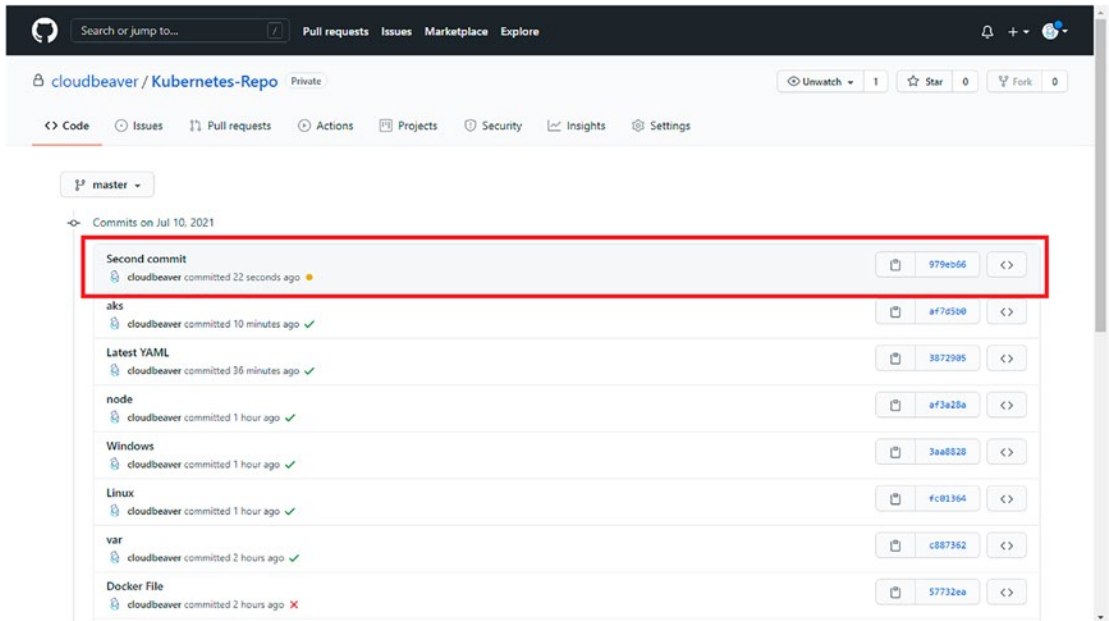 Search or jump to... / Pull requests Issues Marketplace Explore
cloudbeaver / Kubernetes-Repo Private Unwatch 1 Star 0 Fork 0
<> Code Issues Pull requests Actions Projects Security Insights Settings
master
Commits on Jul 10, 2021
Second commit
cloudbeaver committed 22 seconds ago
979eb66 <>
aks
cloudbeaver committed 10 minutes ago
af7d5b0 <>
Latest YAML
cloudbeaver committed 36 minutes ago
3872905 <>
node
cloudbeaver committed 1 hour ago
af3a28a <>
Windows
cloudbeaver committed 1 hour ago
3aa8828 <>
Linux
cloudbeaver committed 1 hour ago
fc01364 <>
var
cloudbeaver committed 2 hours ago
c887362 <>
Docker File
cloudbeaver committed 2 hours ago
57732ea <>